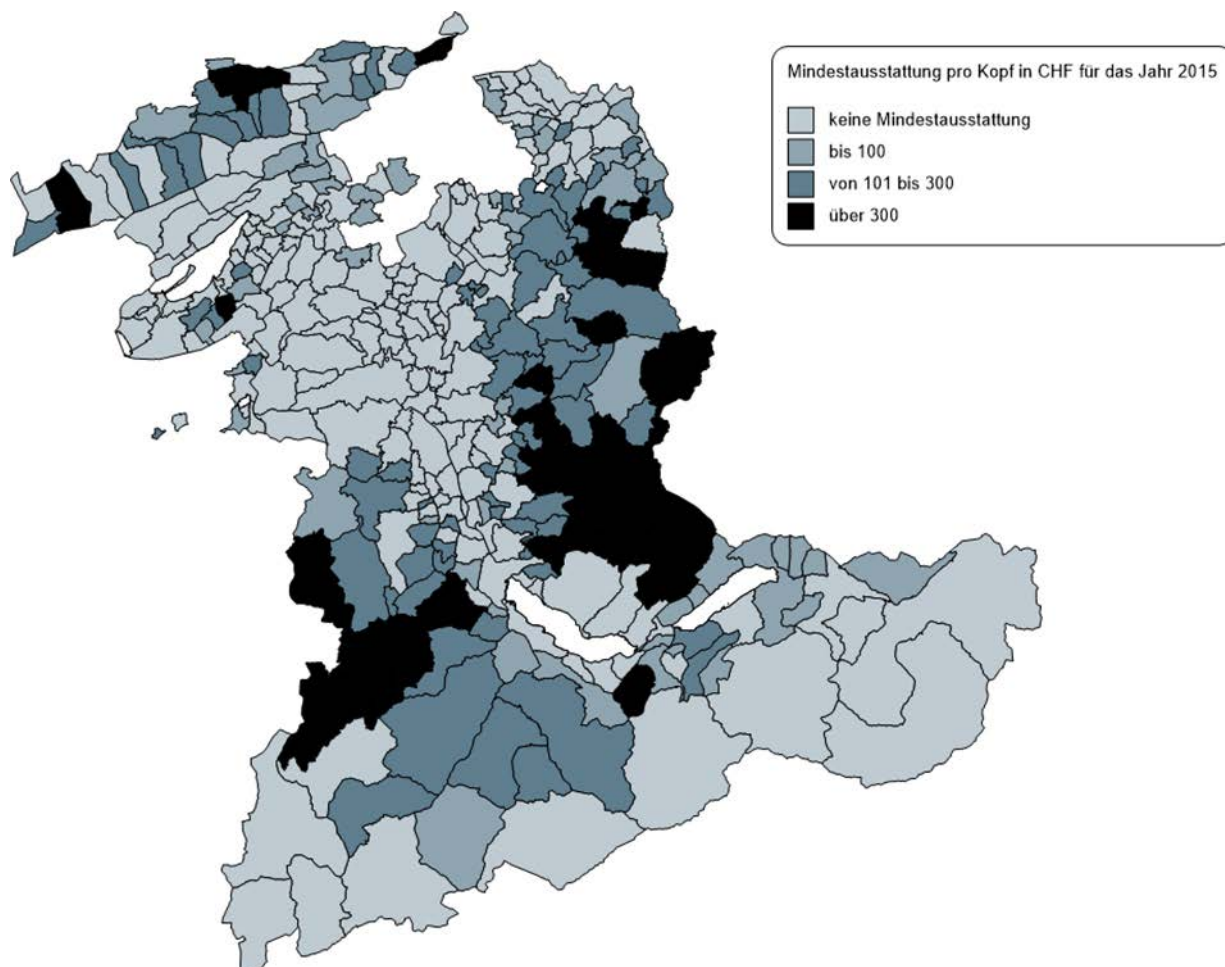 Mindestausstattung pro Kopf in CHF für das Jahr 2015
keine Mindestausstattung
bis 100
von 101 bis 300
über 300